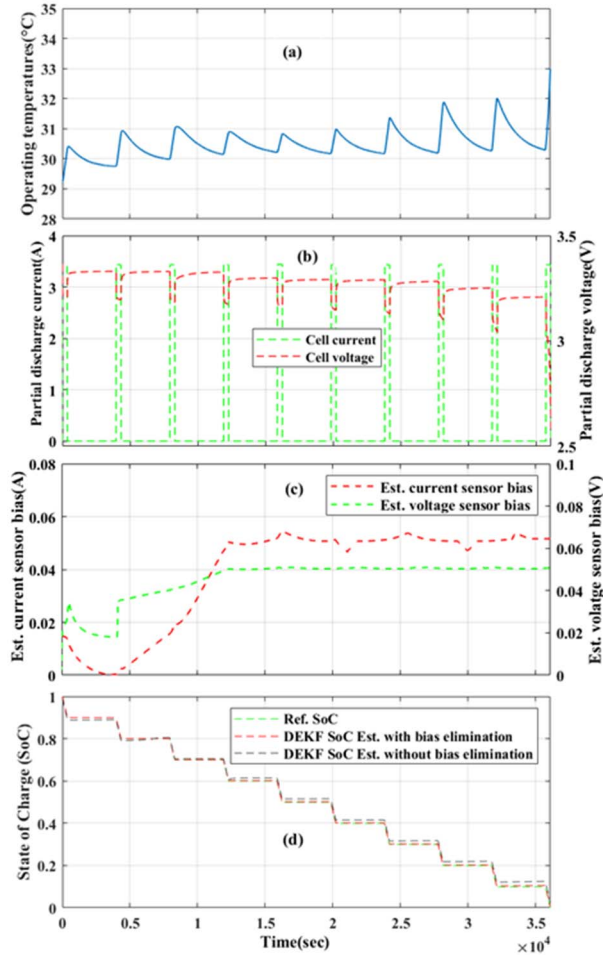 35
34
33
32
31
30
29
28
Operating temperatures(°C)
(a)
4
3
2
1
0
Partial discharge current(A)
(b)
Cell current
Cell voltage
3.5
3
2.5
Partial discharge voltage(V)
0.08
0.06
0.04
0.02
0
Est. current sensor bias(A)
(c)
Est. current sensor bias
Est. voltage sensor bias
0.1
0.08
0.06
0.04
0.02
0
Est. volatge sensor bias(V)
1
0.8
0.6
0.4
0.2
0
State of Charge (SoC)
Ref. SoC
DEKF SoC Est. with bias elimination
DEKF SoC Est. without bias elimination
(d)
0 0.5 1 1.5 2 2.5 3 3.5
Time(sec)
×10⁴